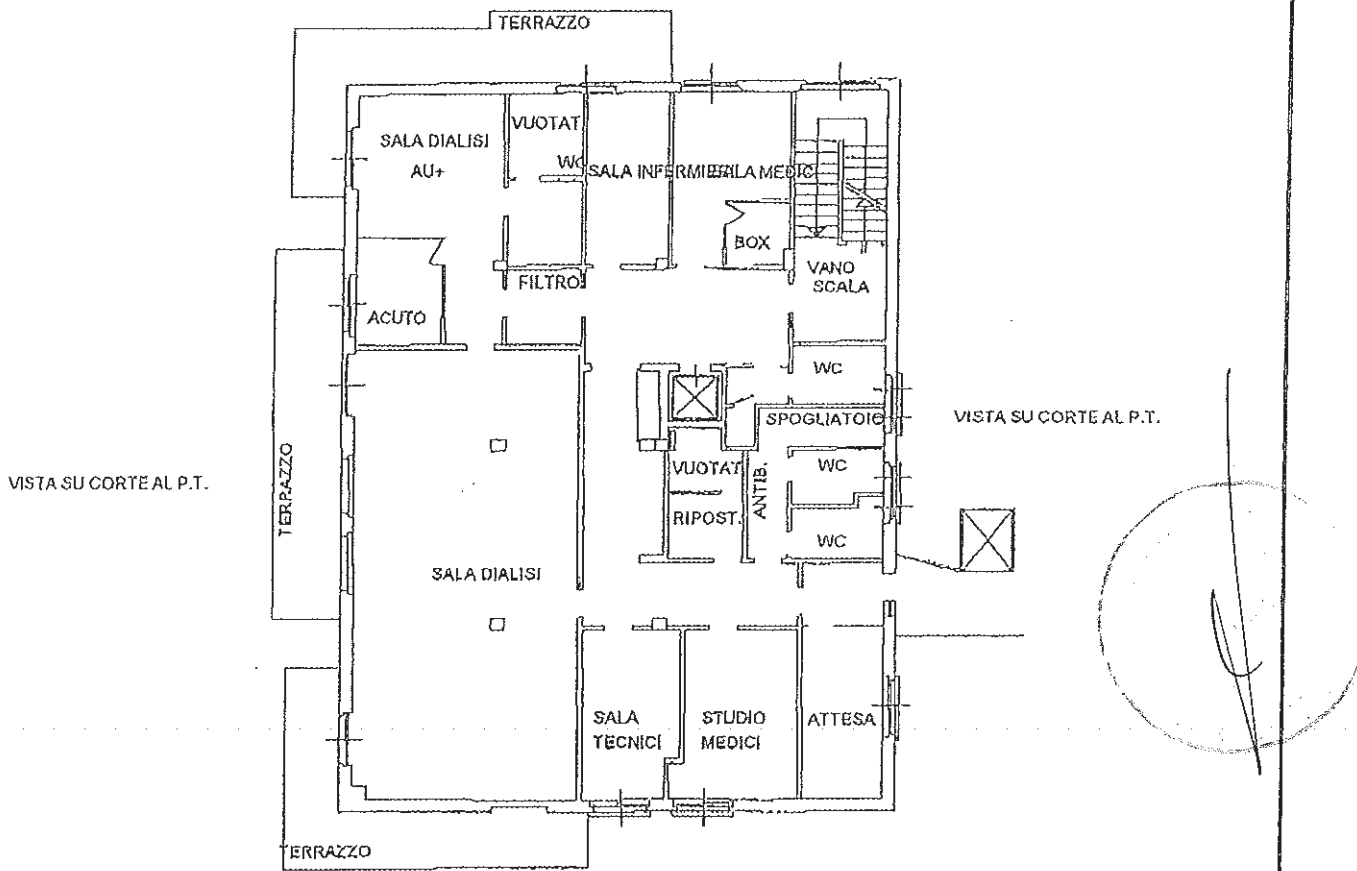 TERRAZZO
SALA DIALISI
AU+
VUOTAT
WC
SALA INFERMIERI
SALA MEDIC
BOX
VANO
SCALA
FILTRO
ACUTO
WC
SPOGLIATOIO
VISTA SU CORTE AL P.T.
VISTA SU CORTE AL P.T.
TERRAZZO
VUOTAT
ANTIB.
WC
RIPOST.
WC
SALA DIALISI
SALA
TECNICI
STUDIO
MEDICI
ATTESA
TERRAZZO